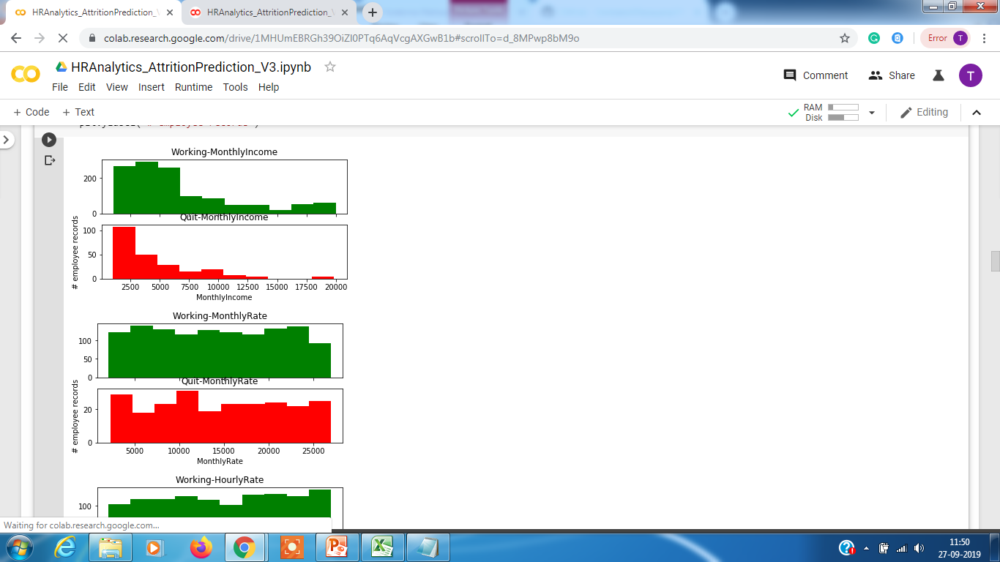 HRAnalytics_AttritionPrediction_V
HRAnalytics_AttritionPrediction_V
colab.research.google.com/drive/1MHUmEBRGh39OiZI0PTq6AqVcgAXGwB1b#scrollTo=d_8MPwp8bM9o
Error T
HRAnalytics_AttritionPrediction_V3.ipynb
File Edit View Insert Runtime Tools Help
Comment Share T
+ Code + Text
RAM
Disk
Editing
Working-MonthlyIncome
200
0
Quit-MonthlyIncome
100
50
0
# employee records
2500 5000 7500 10000 12500 15000 17500 20000
MonthlyIncome
Working-MonthlyRate
100
50
0
Quit-MonthlyRate
20
0
# employee records
5000 10000 15000 20000 25000
MonthlyRate
Working-HourlyRate
100
Waiting for colab.research.google.com...
11:50
27-09-2019